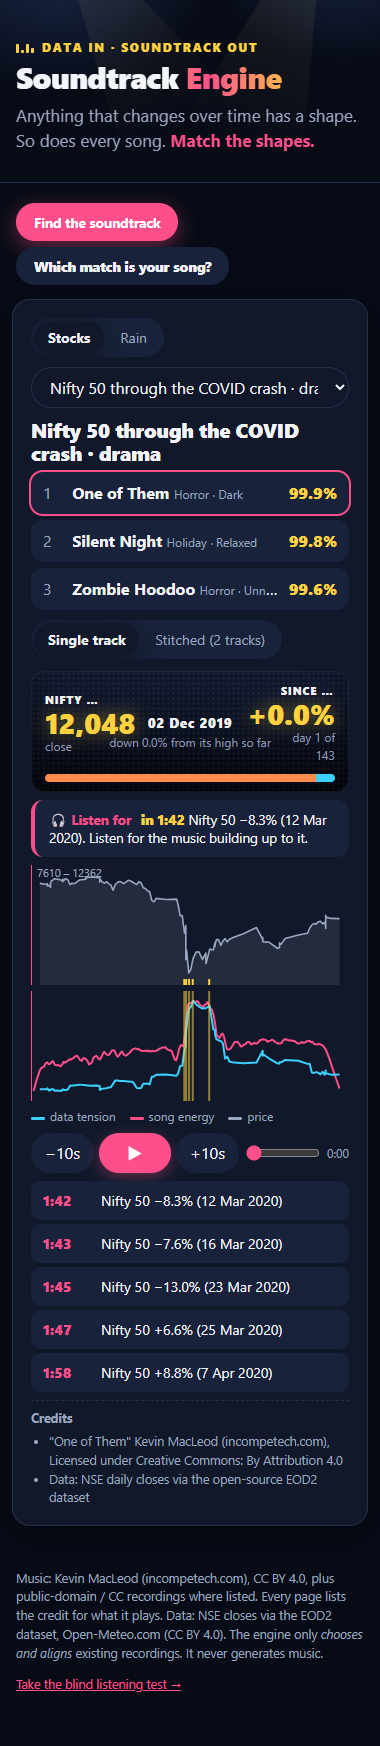 DATA IN · SOUNDTRACK OUT
Soundtrack Engine
Anything that changes over time has a shape.
So does every song. Match the shapes.
Find the soundtrack
Which match is your song?
Stocks Rain
Nifty 50 through the COVID crash · dra
Nifty 50 through the COVID
crash · drama
1 One of Them Horror · Dark 99.9%
2 Silent Night Holiday · Relaxed 99.8%
3 Zombie Hoodoo Horror · Unn... 99.6%
Single track Stitched (2 tracks)
NIFTY ...
12,048
close
02 Dec 2019
down 0.0% from its high so far
SINCE ...
+0.0%
day 1 of
143
🎧 Listen for in 1:42 Nifty 50 −8.3% (12 Mar
2020). Listen for the music building up to it.
7610 – 12362
data tension song energy price
−10s +10s 0:00
1:42 Nifty 50 −8.3% (12 Mar 2020)
1:43 Nifty 50 −7.6% (16 Mar 2020)
1:45 Nifty 50 −13.0% (23 Mar 2020)
1:47 Nifty 50 +6.6% (25 Mar 2020)
1:58 Nifty 50 +8.8% (7 Apr 2020)
Credits
• "One of Them" Kevin MacLeod (incompetech.com),
Licensed under Creative Commons: By Attribution 4.0
• Data: NSE daily closes via the open-source EOD2
dataset
Music: Kevin MacLeod (incompetech.com), CC BY 4.0, plus
public-domain / CC recordings where listed. Every page lists
the credit for what it plays. Data: NSE closes via the EOD2
dataset, Open-Meteo.com (CC BY 4.0). The engine only chooses
and aligns existing recordings. It never generates music.
Take the blind listening test →